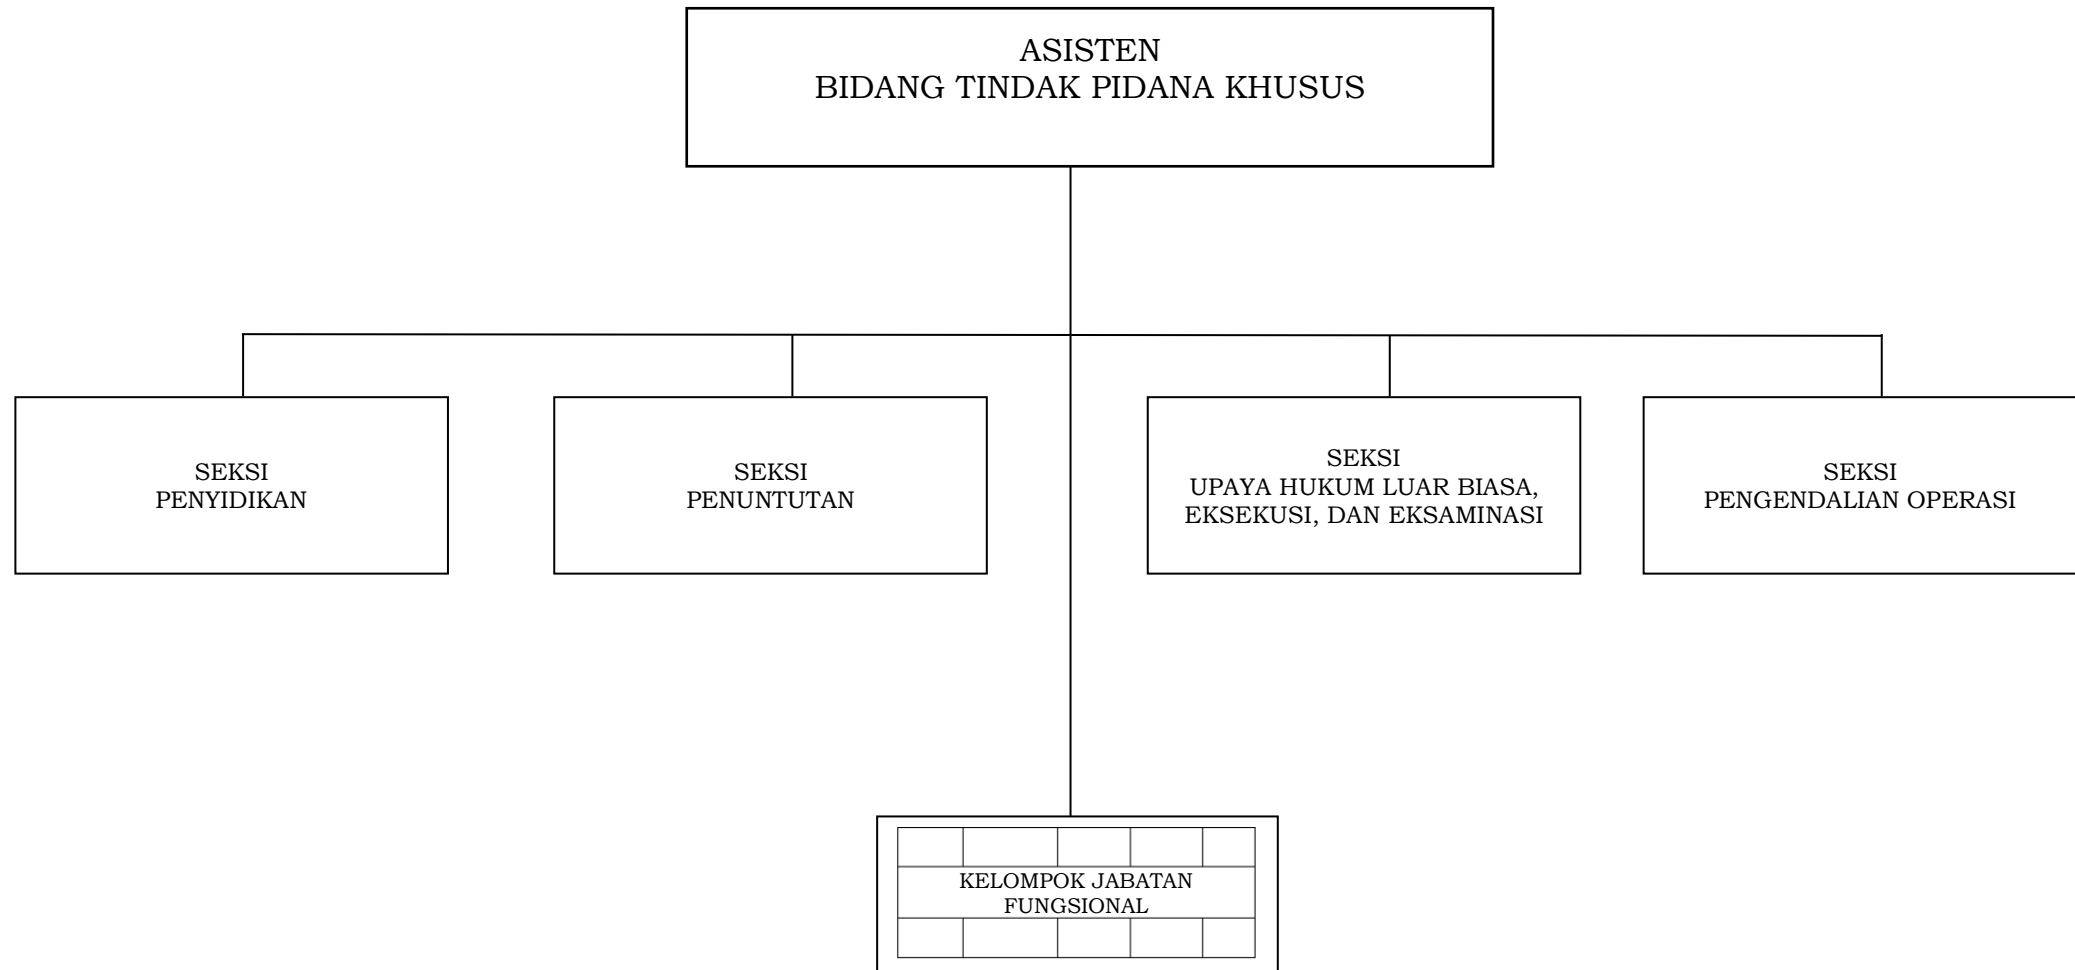 ASISTEN
BIDANG TINDAK PIDANA KHUSUS
SEKSI
PENYIDIKAN
SEKSI
PENUNTUTAN
SEKSI
UPAYA HUKUM LUAR BIASA,
EKSEKUSI, DAN EKSAMINASI
SEKSI
PENGENDALIAN OPERASI
KELOMPOK JABATAN
FUNGSIONAL